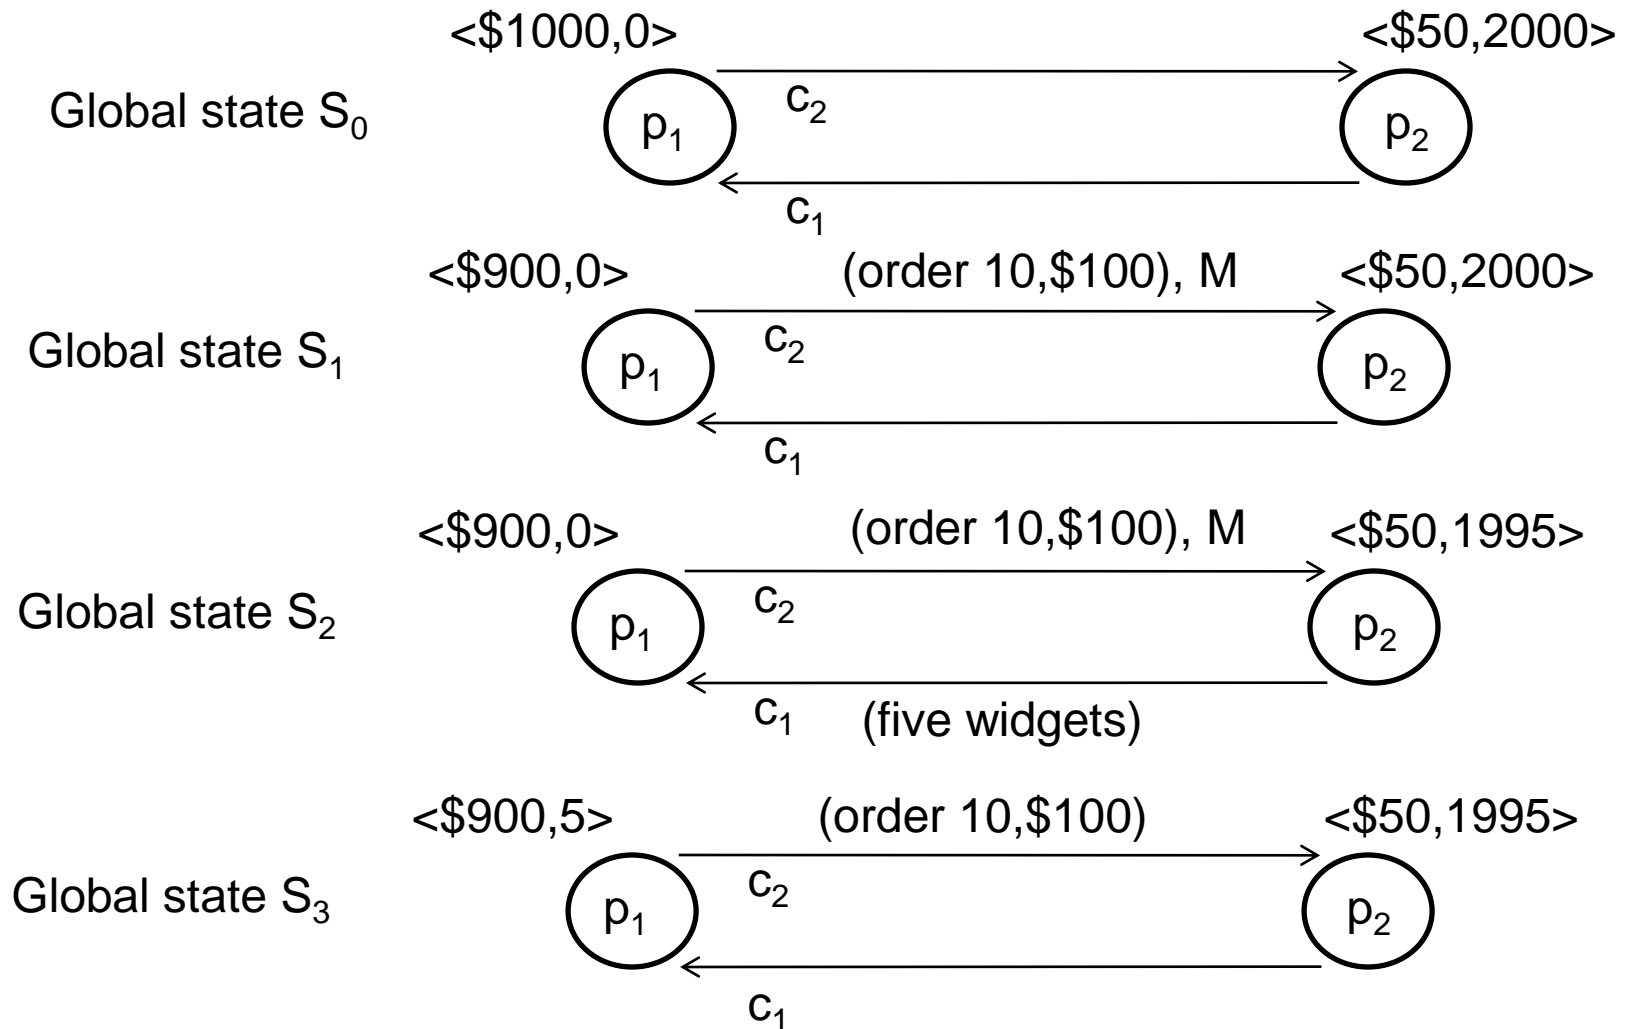 <$1000,0> <$50,2000>
Global state S₀ p₁ c₂ p₂
c₁
<$900,0> (order 10,$100), M <$50,2000>
Global state S₁ p₁ c₂ p₂
c₁
<$900,0> (order 10,$100), M <$50,1995>
Global state S₂ p₁ c₂ p₂
c₁ (five widgets)
<$900,5> (order 10,$100) <$50,1995>
Global state S₃ p₁ c₂ p₂
c₁